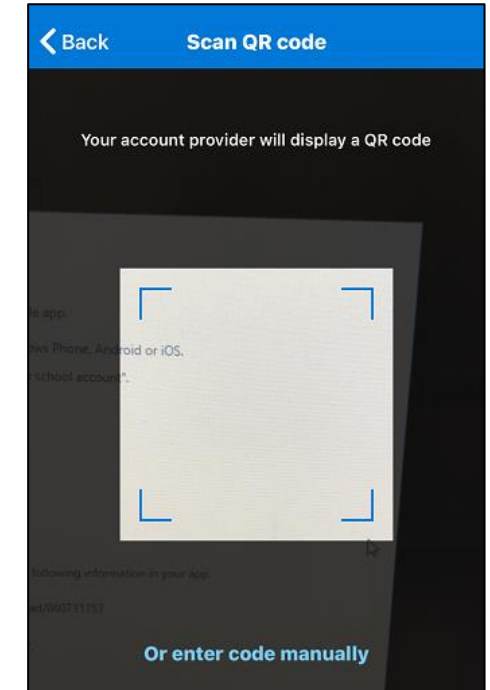 Back
Scan QR code
Your account provider will display a QR code
le app.
ows Phone, Android or iOS.
school account".
following information in your app.
Or enter code manually